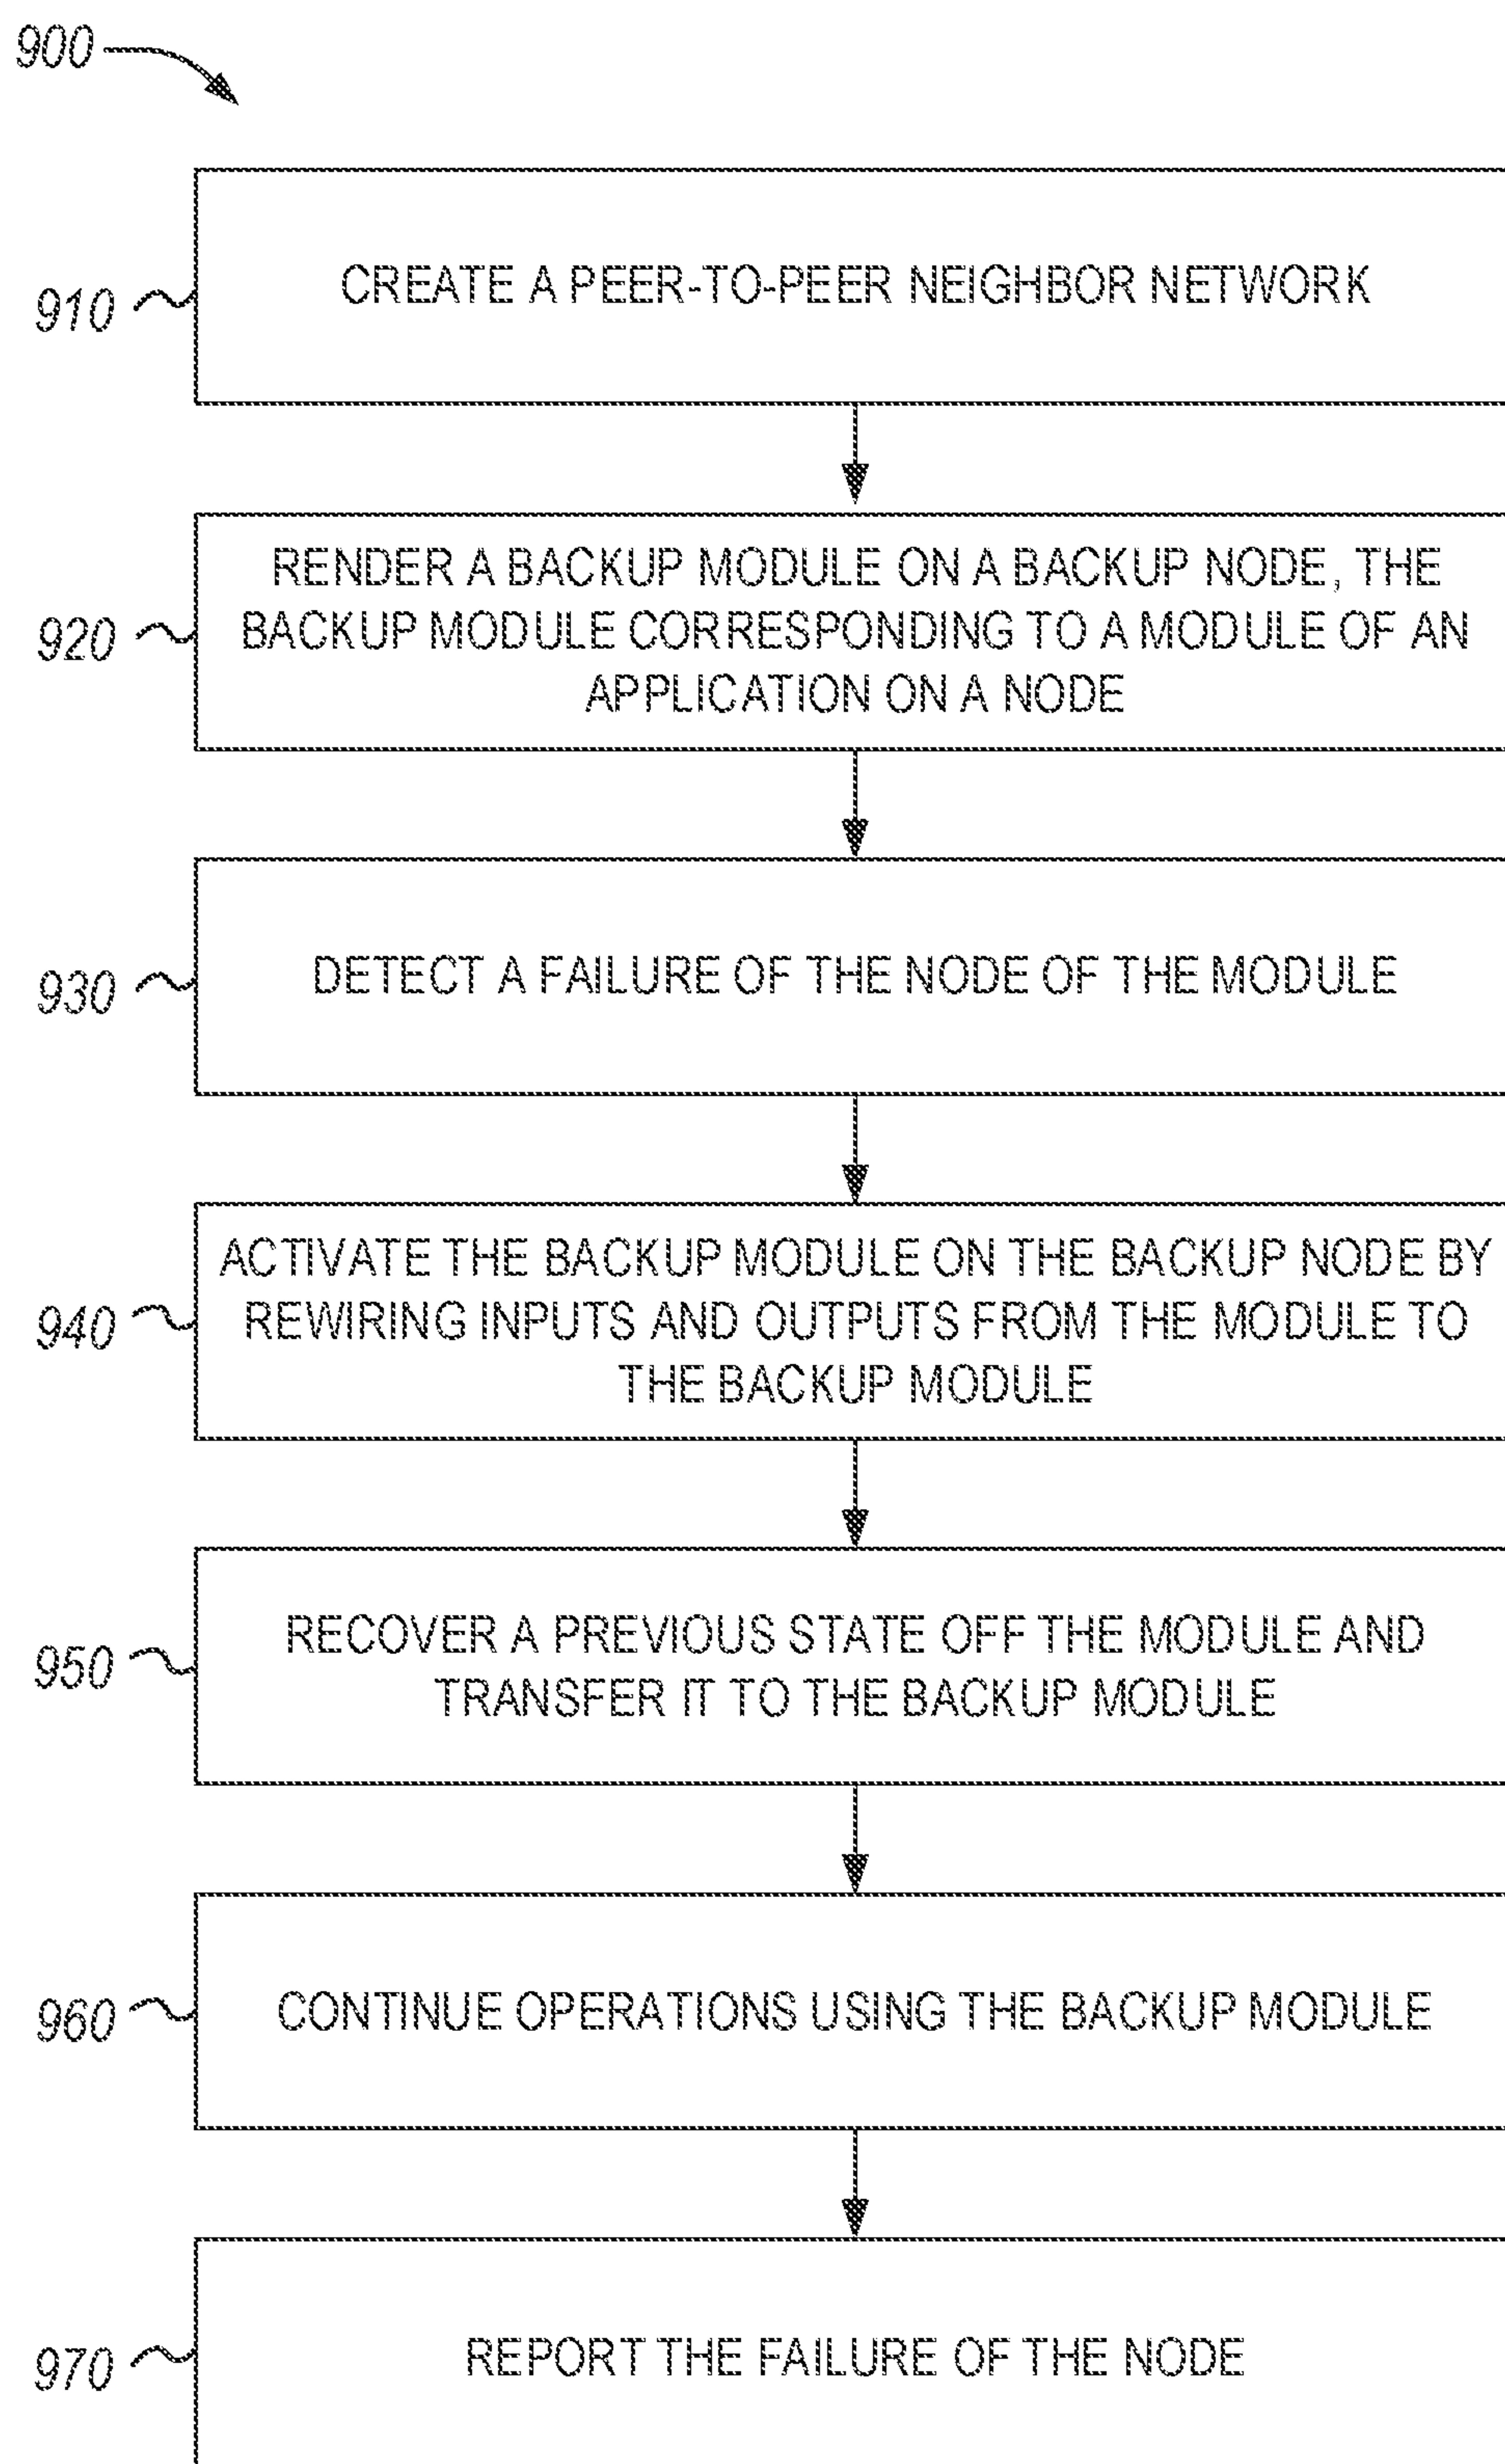 900
910
CREATE A PEER-TO-PEER NEIGHBOR NETWORK
920
RENDER A BACKUP MODULE ON A BACKUP NODE, THE
BACKUP MODULE CORRESPONDING TO A MODULE OF AN
APPLICATION ON A NODE
930
DETECT A FAILURE OF THE NODE OF THE MODULE
940
ACTIVATE THE BACKUP MODULE ON THE BACKUP NODE BY
REWIRING INPUTS AND OUTPUTS FROM THE MODULE TO
THE BACKUP MODULE
950
RECOVER A PREVIOUS STATE OFF THE MODULE AND
TRANSFER IT TO THE BACKUP MODULE
960
CONTINUE OPERATIONS USING THE BACKUP MODULE
970
REPORT THE FAILURE OF THE NODE